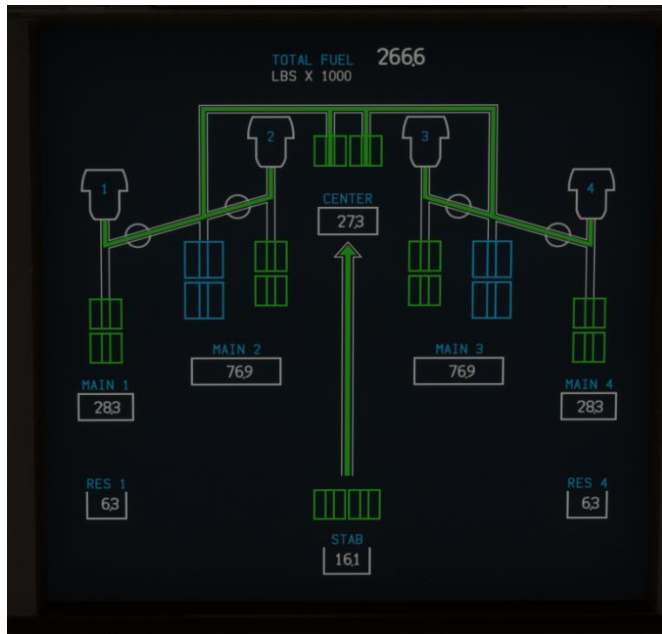 TOTAL FUEL 266.6
LBS X 1000
2
3
1
4
CENTER
27.3
MAIN 2
76.9
MAIN 3
76.9
MAIN 1
28.3
MAIN 4
28.3
RES 1
6.3
RES 4
6.3
STAB
16.1